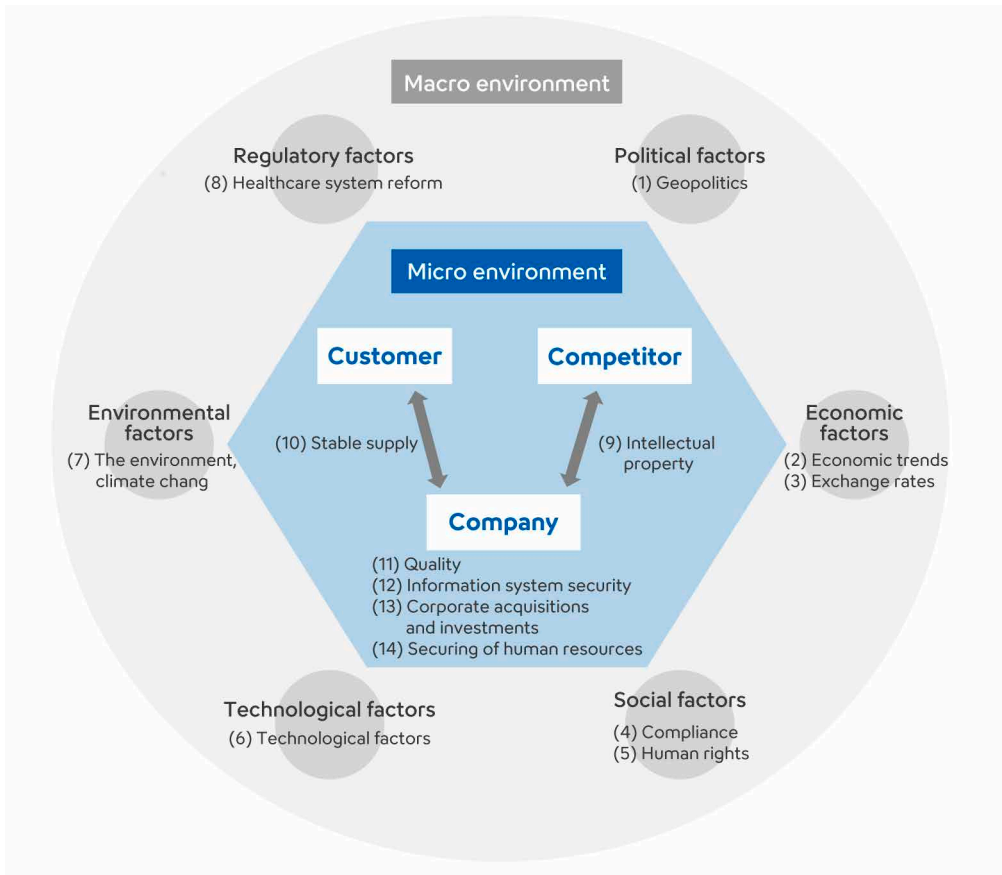 Macro environment
Regulatory factors
(8) Healthcare system reform
Political factors
(1) Geopolitics
Micro environment
Customer
Competitor
Environmental
factors
(7) The environment,
climate chang
(10) Stable supply
(9) Intellectual
property
Economic
factors
(2) Economic trends
(3) Exchange rates
Company
(11) Quality
(12) Information system security
(13) Corporate acquisitions
and investments
(14) Securing of human resources
Technological factors
(6) Technological factors
Social factors
(4) Compliance
(5) Human rights